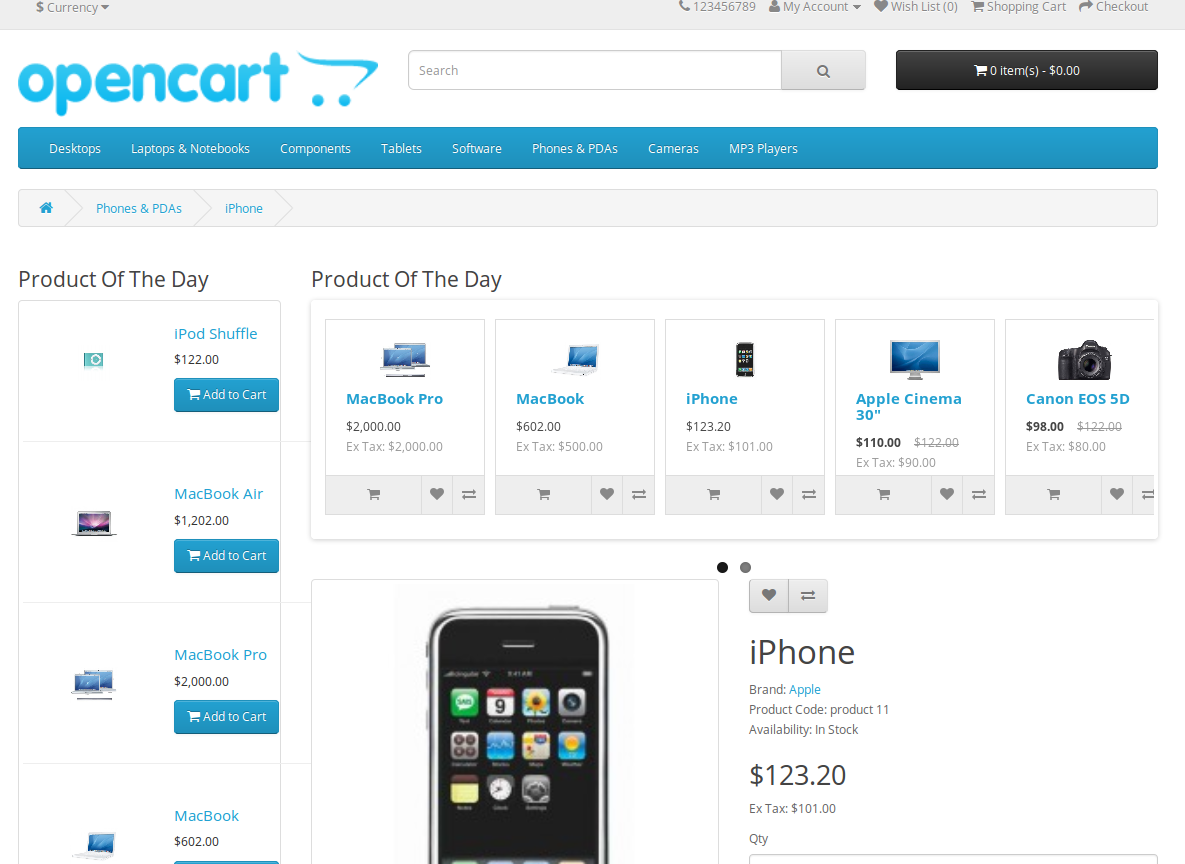 $ Currency
123456789 My Account Wish List (0) Shopping Cart Checkout
opencart
Search
0 item(s) - $0.00
Desktops Laptops & Notebooks Components Tablets Software Phones & PDAs Cameras MP3 Players
Phones & PDAs iPhone
Product Of The Day
iPod Shuffle
$122.00
Add to Cart
MacBook Air
$1,202.00
Add to Cart
MacBook Pro
$2,000.00
Add to Cart
MacBook
$602.00
Product Of The Day
MacBook Pro
$2,000.00
Ex Tax: $2,000.00
MacBook
$602.00
Ex Tax: $500.00
iPhone
$123.20
Ex Tax: $101.00
Apple Cinema
30"
$110.00 $122.00
Ex Tax: $90.00
Canon EOS 5D
$98.00 $122.00
Ex Tax: $80.00
9:41 AM
9
iPhone
Brand: Apple
Product Code: product 11
Availability: In Stock
$123.20
Ex Tax: $101.00
Qty